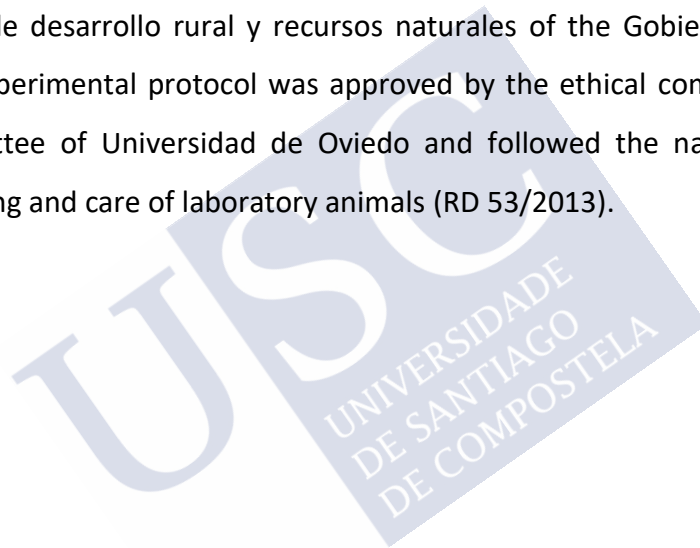 de desarrollo rural y recursos naturales of the Gobie
perimental protocol was approved by the ethical con
ttee of Universidad de Oviedo and followed the na
ng and care of laboratory animals (RD 53/2013).
USC
UNIVERSIDADE
DE SANTIAGO
DE COMPOSTELA